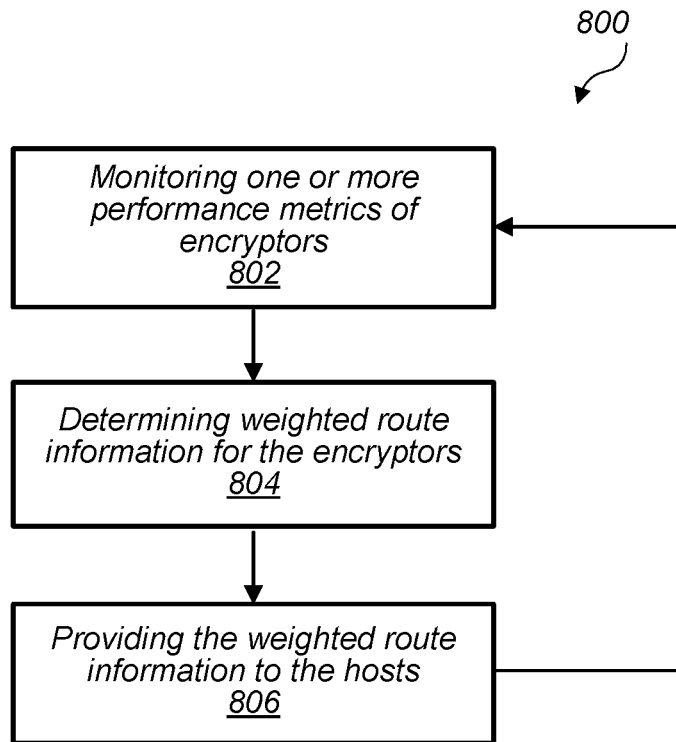 800
Monitoring one or more
performance metrics of
encryptors
802
Determining weighted route
information for the encryptors
804
Providing the weighted route
information to the hosts
806